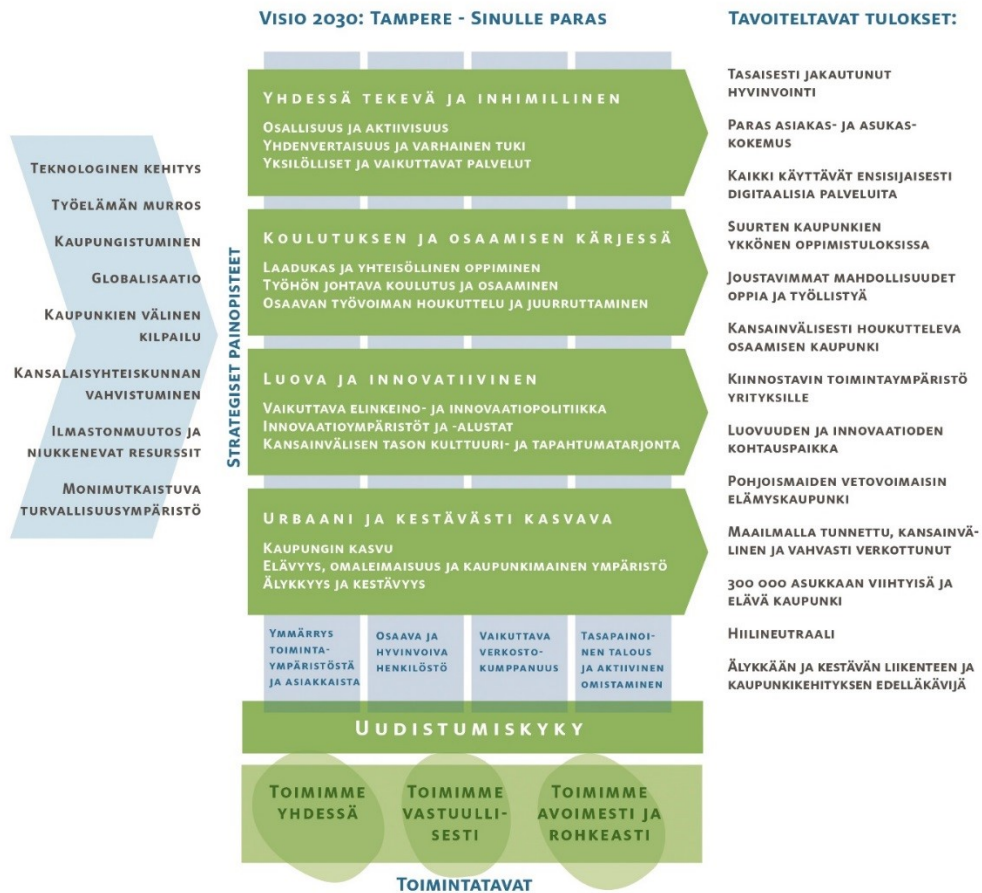 Visio 2030: Tampere - Sinulle paras
Tavoiteltavat tulokset:
Teknologinen kehitys
Työelämän murros
Kaupungistuminen
Globalisaatio
Kaupunkien välinen
kilpailu
Kansalaisyhteiskunnan
vahvistuminen
Ilmastonmuutos ja
niukkenevat resurssit
Monimutkaistuva
turvallisuusympäristö
Strategiset painopisteet
Yhdessä tekevä ja inhimillinen
Osallisuus ja aktiivisuus
Yhdenvertaisuus ja varhainen tuki
Yksilölliset ja vaikuttavat palvelut
Koulutuksen ja osaamisen kärjessä
Laadukas ja yhteisöllinen oppiminen
Työhön johtava koulutus ja osaaminen
Osaavan työvoiman houkuttelu ja juurruttaminen
Luova ja innovatiivinen
Vaikuttava elinkeino- ja innovaatiopolitiikka
Innovaatioympäristöt ja -alustat
Kansainvälisen tason kulttuuri- ja tapahtumatarjonta
Urbaani ja kestävästi kasvava
Kaupungin kasvu
Elävyys, omaleimaisuus ja kaupunkimainen ympäristö
Älykkyys ja kestävyys
Ymmärrys
toiminta-
ympäristöstä
ja asiakkaista
Osaava ja
hyvinvoiva
henkilöstö
Vaikuttava
verkosto-
kumppanuus
Tasapainoi-
nen talous
ja aktiivinen
omistaminen
Uudistumiskyky
Toimimme
yhdessä
Toimimme
vastuulli-
sesti
Toimimme
avoimesti ja
rohkeasti
Toimintatavat
Tasaisesti jakautunut
hyvinvointi
Paras asiakas- ja asukas-
kokemus
Kaikki käyttävät ensisijaisesti
digitaalisia palveluita
Suurten kaupunkien
ykkönen oppimistuloksissa
Joustavimmat mahdollisuudet
oppia ja työllistyä
Kansainvälisesti houkutteleva
osaamisen kaupunki
Kiinnostavin toimintaympäristö
yrityksille
Luovuuden ja innovaatioden
kohtauspaikka
Pohjoismaiden vetovoimaisin
elämyskaupunki
Maailmalla tunnettu, kansainvä-
linen ja vahvasti verkottunut
300 000 asukkaan viihtyisä ja
elävä kaupunki
Hiilineutraali
Älykkään ja kestävän liikenteen ja
kaupunkikehityksen edelläkävijä